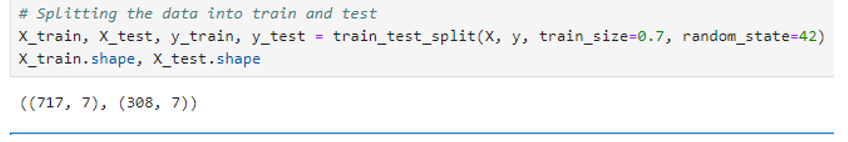 # Splitting the data into train and test
X_train, X_test, y_train, y_test = train_test_split(X, y, train_size=0.7, random_state=42)
X_train.shape, X_test.shape
((717, 7), (308, 7))